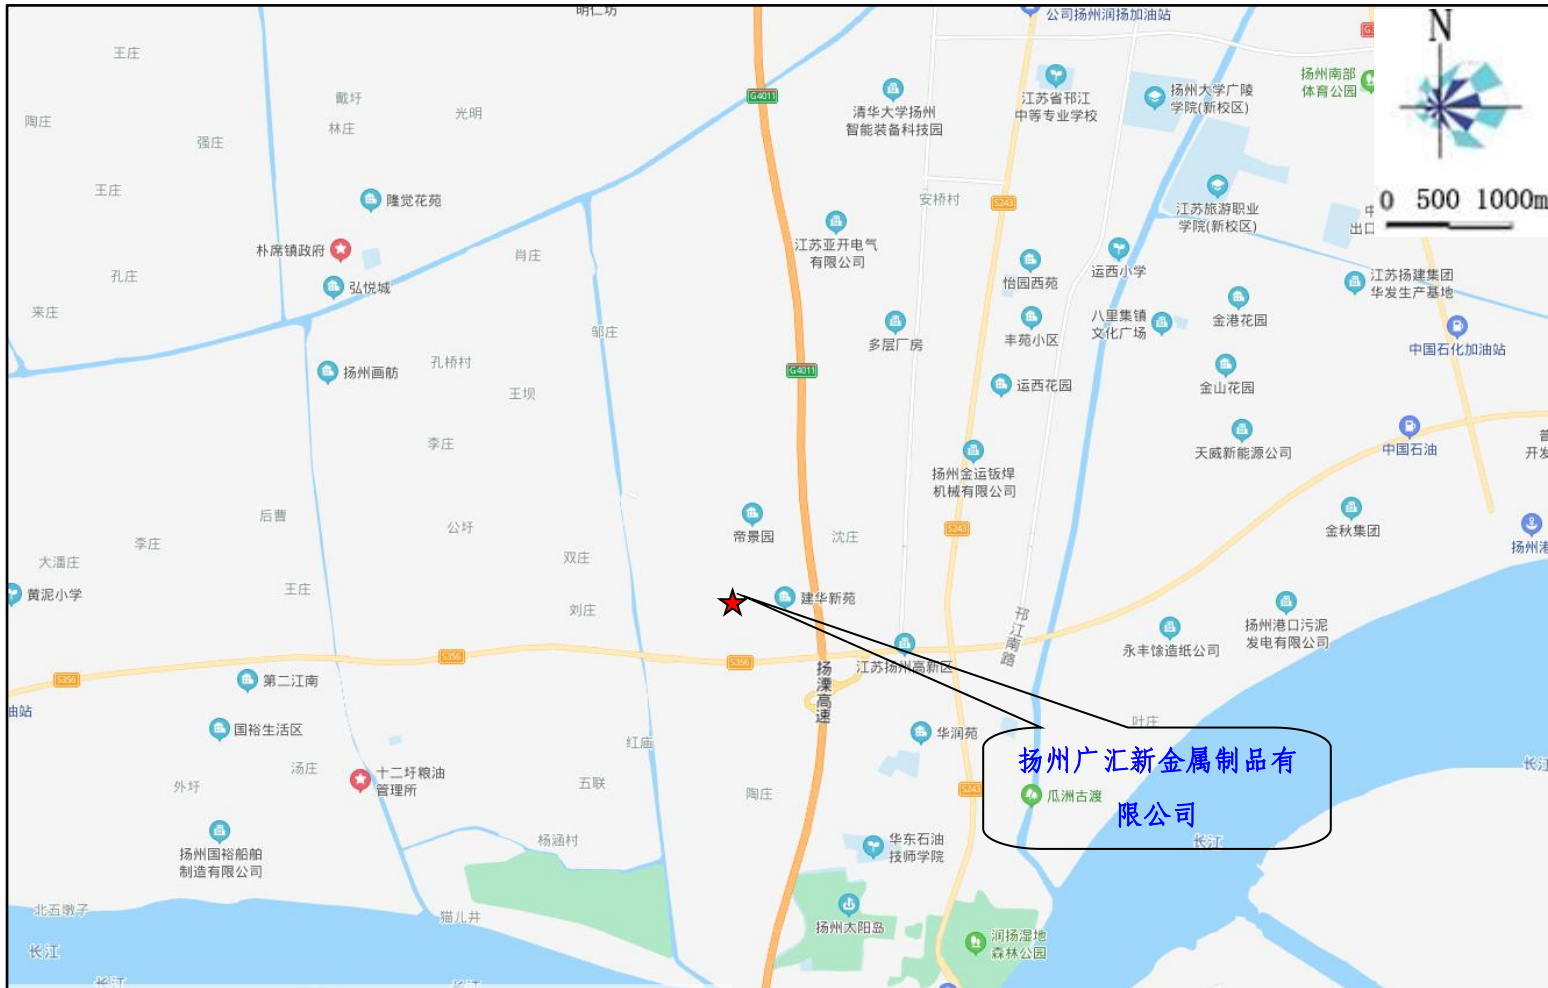 明仁坊
公司扬州润扬加油站
N
王庄
G4011
扬州南部
体育公园
戴圩
光明
清华大学扬州
智能装备科技园
江苏省邗江
中等专业学校
扬州大学广陵
学院(新校区)
陶庄
林庄
强庄
王庄
隆觉花苑
安桥村
S243
江苏旅游职业
学院(新校区)
0 500 1000m
出口
朴席镇政府
肖庄
江苏亚开电气
有限公司
怡园西苑
运西小学
孔庄
弘悦城
江苏扬建集团
华发生产基地
来庄
邹庄
多层厂房
丰苑小区
八里集镇
文化广场
金港花园
中国石化加油站
扬州画舫
孔桥村
G4011
运西花园
金山花园
王坝
李庄
扬州金运钣焊
机械有限公司
天威新能源公司
中国石油
普
开发
后曹
公圩
帝景园
沈庄
S243
金秋集团
扬州港
李庄
大潘庄
双庄
王庄
黄泥小学
刘庄
建华新苑
邗江南路
扬州港口污泥
发电有限公司
永丰馀造纸公司
S356
S356
江苏扬州高新区
S356
第二江南
扬溧高速
油站
国裕生活区
红庙
华润苑
叶庄
扬州广汇新金属制品有
限公司
长江
汤庄
十二圩粮油
管理所
外圩
五联
陶庄
S243
瓜洲古渡
扬州国裕船舶
制造有限公司
杨涵村
华东石油
技师学院
长江
北五墩子
猫儿井
扬州太阳岛
润扬湿地
森林公园
长江
长江
长江